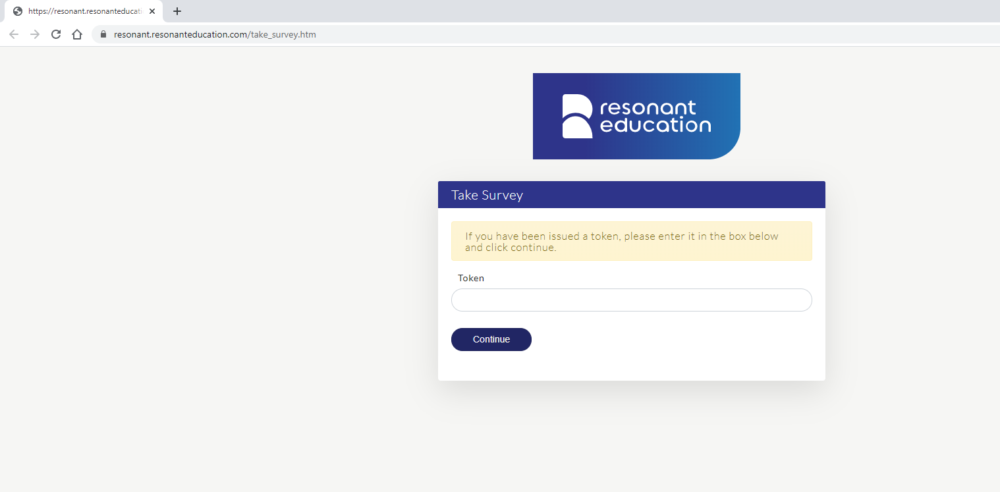 https://resonant.resonanteducati
resonant.resonanteducation.com/take_survey.htm
resonant
education
Take Survey
If you have been issued a token, please enter it in the box below
and click continue.
Token
Continue